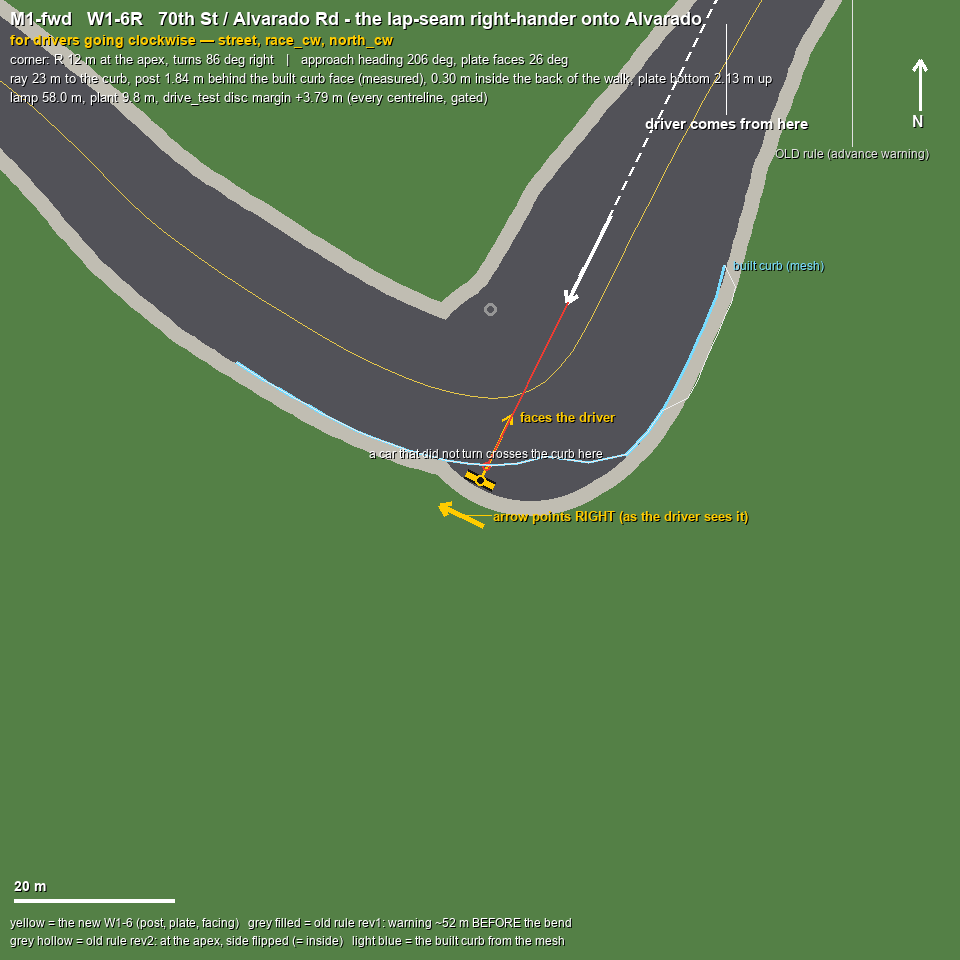 M1-fwd   W1-6R   70th St / Alvarado Rd - the lap-seam right-hander onto Alvarado
for drivers going clockwise — street, race_cw, north_cw
corner: R 12 m at the apex, turns 86 deg right   |   approach heading 206 deg, plate faces 26 deg
ray 23 m to the curb, post 1.84 m behind the built curb face (measured), 0.30 m inside the back of the walk, plate bottom 2.13 m up
lamp 58.0 m, plant 9.8 m, drive_test disc margin +3.79 m (every centreline, gated)
N
driver comes from here
OLD rule (advance warning)
built curb (mesh)
faces the driver
a car that did not turn crosses the curb here
arrow points RIGHT (as the driver sees it)
20 m
yellow = the new W1-6 (post, plate, facing)   grey filled = old rule rev1: warning ~52 m BEFORE the bend
grey hollow = old rule rev2: at the apex, side flipped (= inside)   light blue = the built curb from the mesh